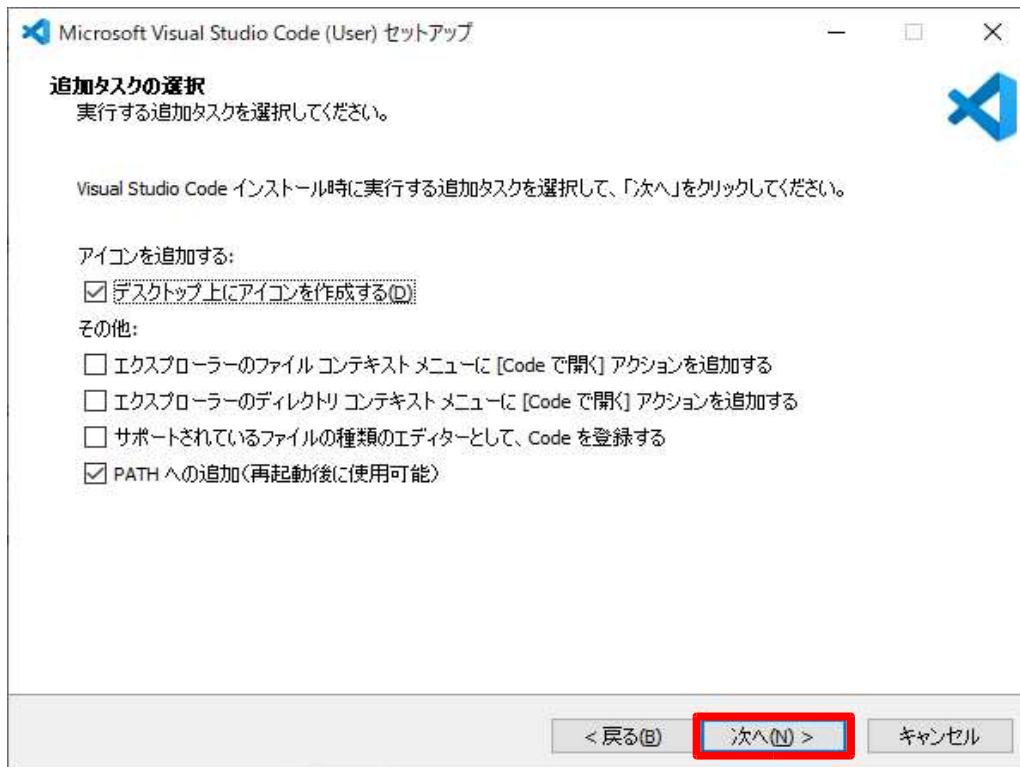 Microsoft Visual Studio Code (User) セットアップ
追加タスクの選択
実行する追加タスクを選択してください。
Visual Studio Code インストール時に実行する追加タスクを選択して、「次へ」をクリックしてください。
アイコンを追加する:
デスクトップ上にアイコンを作成する(D)
その他:
エクスプローラーのファイル コンテキスト メニューに [Code で開く] アクションを追加する
エクスプローラーのディレクトリ コンテキスト メニューに [Code で開く] アクションを追加する
サポートされているファイルの種類のエディターとして、Code を登録する
PATH への追加(再起動後に使用可能)
< 戻る(B) 次へ(N) > キャンセル